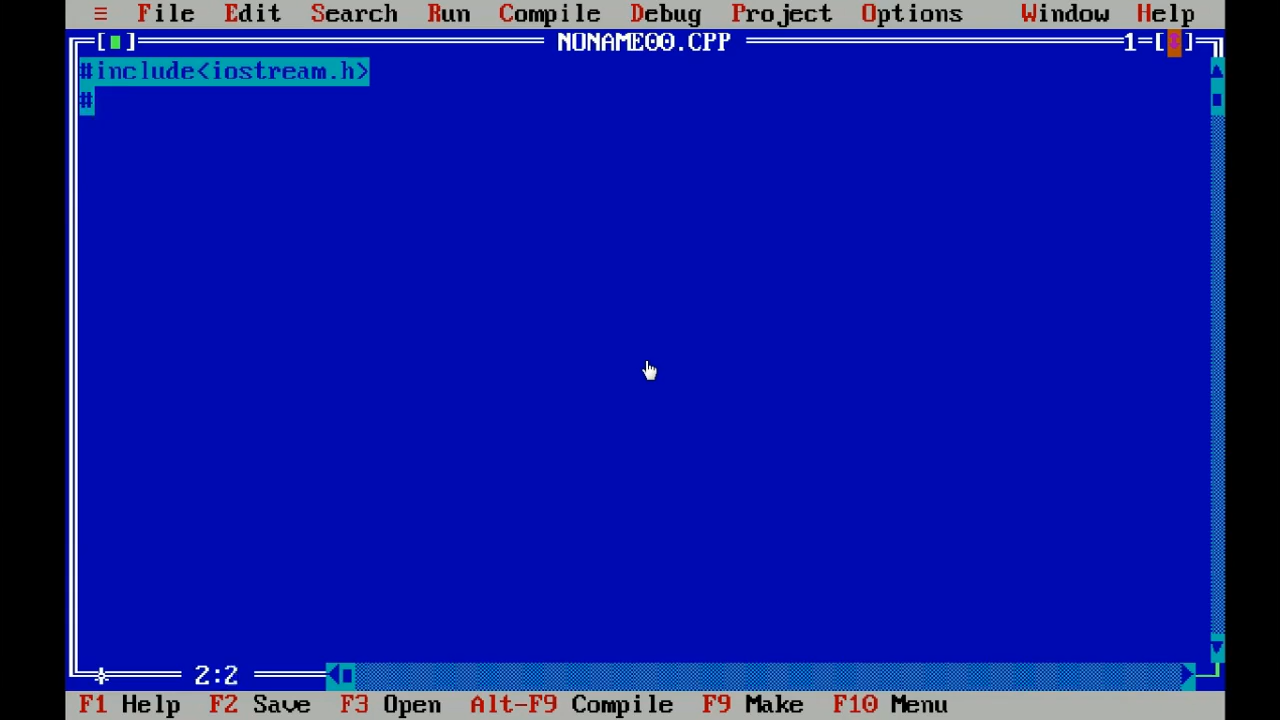 ≡ File Edit Search Run Compile Debug Project Options Window Help
[■] NONAME00.CPP 1=[↕]
#include<iostream.h>
#
2:2
F1 Help F2 Save F3 Open Alt-F9 Compile F9 Make F10 Menu